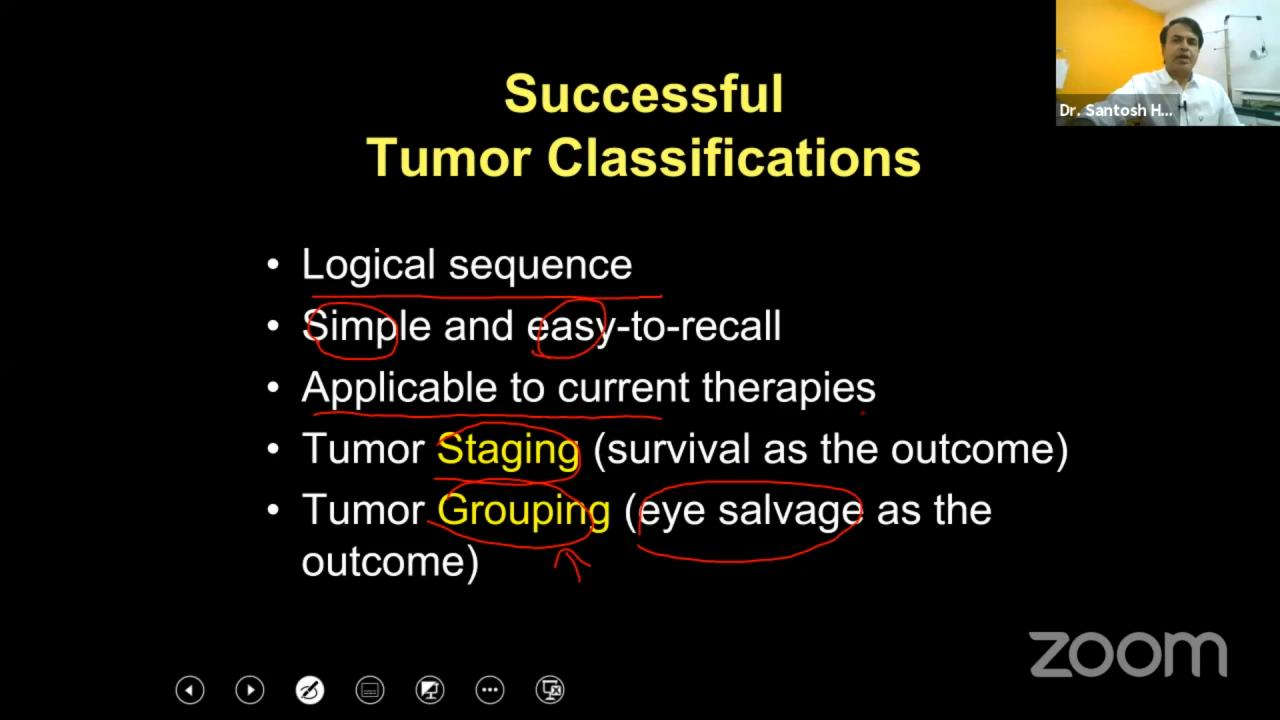 Successful
Tumor Classifications
Dr. Santosh H...
• Logical sequence
• Simple and easy-to-recall
• Applicable to current therapies
• Tumor Staging (survival as the outcome)
• Tumor Grouping (eye salvage as the
outcome)
zoom